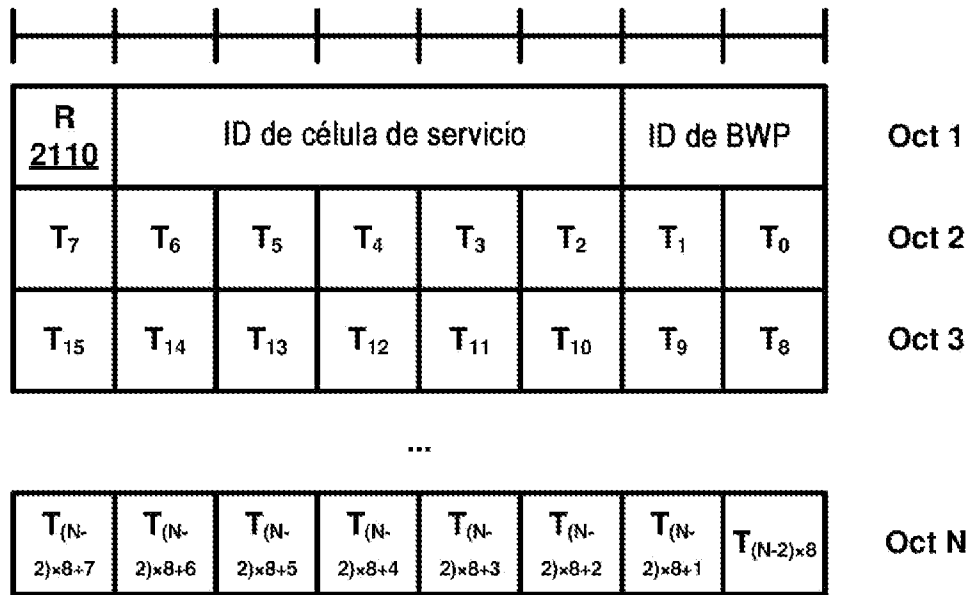 R
2110 ID de célula de servicio ID de BWP Oct 1
T7 T6 T5 T4 T3 T2 T1 T0 Oct 2
T15 T14 T13 T12 T11 T10 T9 T8 Oct 3
...
T(N-2)×8+7 T(N-2)×8+6 T(N-2)×8+5 T(N-2)×8+4 T(N-2)×8+3 T(N-2)×8+2 T(N-2)×8+1 T(N-2)×8 Oct N